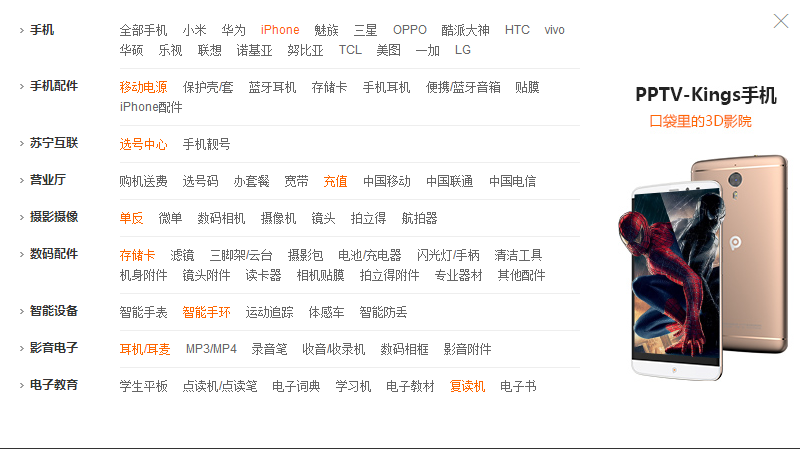 手机 全部手机 小米 华为 iPhone 魅族 三星 OPPO 酷派大神 HTC vivo
华硕 乐视 联想 诺基亚 努比亚 TCL 美图 一加 LG
手机配件 移动电源 保护壳/套 蓝牙耳机 存储卡 手机耳机 便携/蓝牙音箱 贴膜
iPhone配件
苏宁互联 选号中心 手机靓号
营业厅 购机送费 选号码 办套餐 宽带 充值 中国移动 中国联通 中国电信
摄影摄像 单反 微单 数码相机 摄像机 镜头 拍立得 航拍器
数码配件 存储卡 滤镜 三脚架/云台 摄影包 电池/充电器 闪光灯/手柄 清洁工具
机身附件 镜头附件 读卡器 相机贴膜 拍立得附件 专业器材 其他配件
智能设备 智能手表 智能手环 运动追踪 体感车 智能防丢
影音电子 耳机/耳麦 MP3/MP4 录音笔 收音/收录机 数码相框 影音附件
电子教育 学生平板 点读机/点读笔 电子词典 学习机 电子教材 复读机 电子书
PPTV-Kings手机
口袋里的3D影院